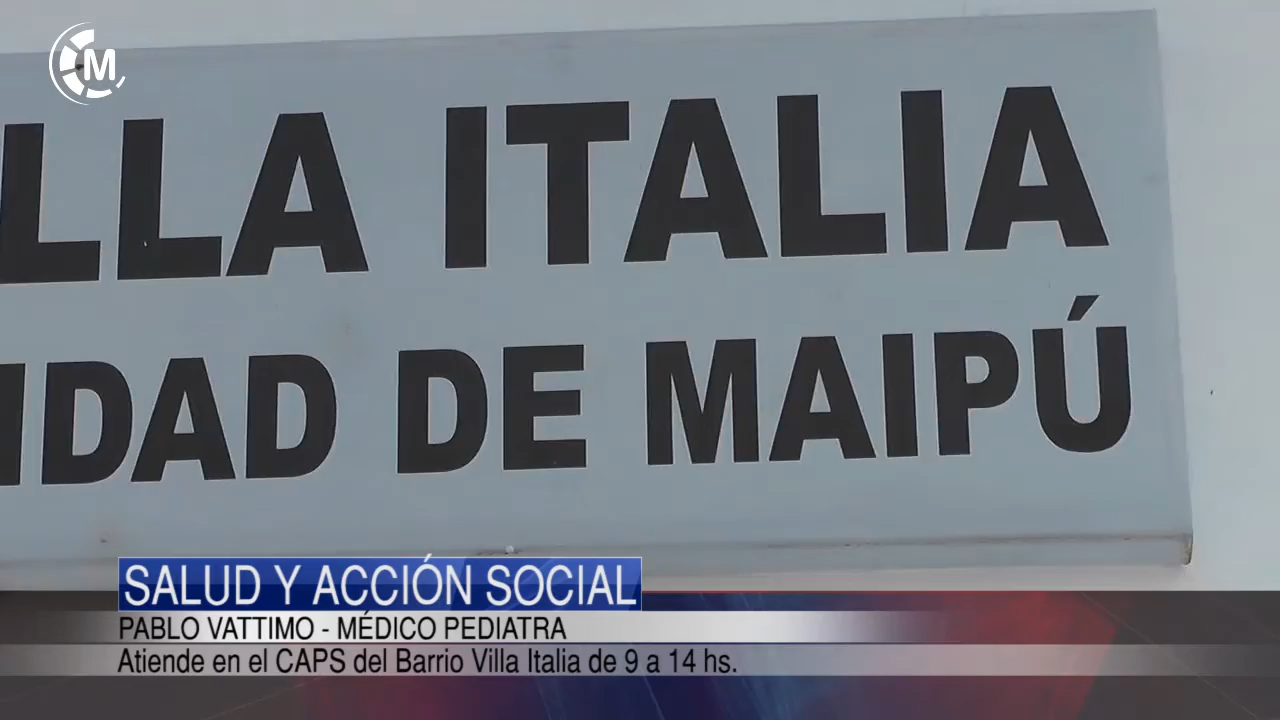 M
LLA ITALIA
IDAD DE MAIPÚ
SALUD Y ACCIÓN SOCIAL
PABLO VATTIMO - MÉDICO PEDIATRA
Atiende en el CAPS del Barrio Villa Italia de 9 a 14 hs.